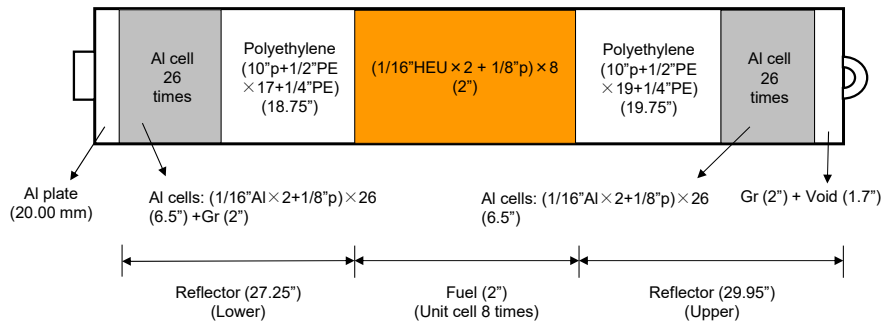 Al cell
26
times
Polyethylene
(10”p+1/2”PE
×17+1/4”PE)
(18.75”)
(1/16”HEU×2 + 1/8”p)×8
(2”)
Polyethylene
(10”p+1/2”PE
×19+1/4”PE)
(19.75”)
Al cell
26
times
Al plate
(20.00 mm)
Al cells: (1/16”Al×2+1/8”p)×26
(6.5”) +Gr (2”)
Al cells: (1/16”Al×2+1/8”p)×26
(6.5”)
Gr (2”) + Void (1.7”)
Reflector (27.25”)
(Lower)
Fuel (2”)
(Unit cell 8 times)
Reflector (29.95”)
(Upper)